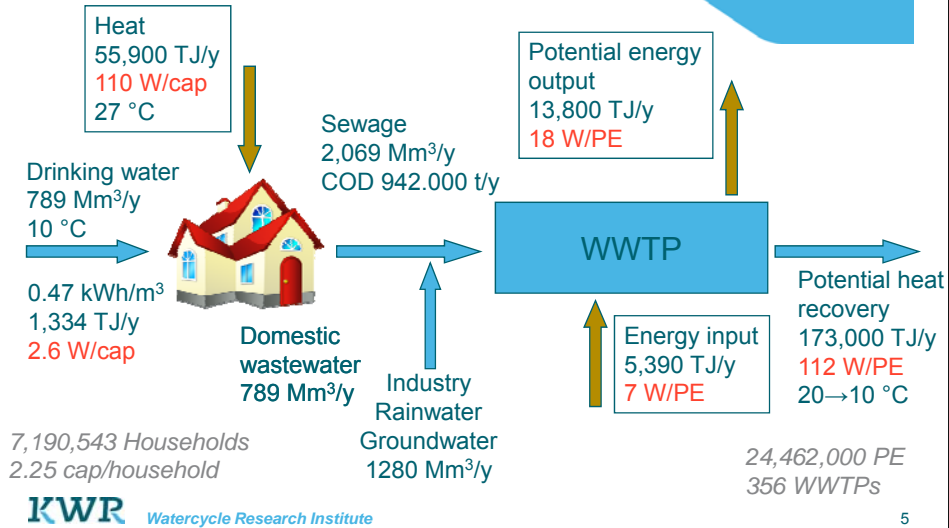 Heat
55,900 TJ/y
110 W/cap
27 °C
Potential energy
output
13,800 TJ/y
18 W/PE
Sewage
2,069 Mm³/y
COD 942.000 t/y
Drinking water
789 Mm³/y
10 °C
WWTP
0.47 kWh/m³
1,334 TJ/y
2.6 W/cap
Domestic
wastewater
789 Mm³/y
Industry
Rainwater
Groundwater
1280 Mm³/y
Energy input
5,390 TJ/y
7 W/PE
Potential heat
recovery
173,000 TJ/y
112 W/PE
20→10 °C
7,190,543 Households
2.25 cap/household
24,462,000 PE
356 WWTPs
KWR Watercycle Research Institute
5